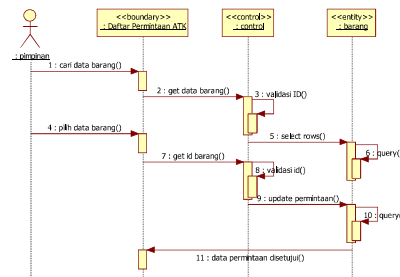 <<boundary>>
: Daftar Permintaan ATK
<<control>>
: control
<<entity>>
: barang
: pimpinan
1 : cari data barang()
2 : get data barang()
3 : validasi ID()
4 : pilih data barang()
5 : select rows()
6 : query(
7 : get id barang()
8 : validasi id()
9 : update permintaan()
10 : query
11 : data permintaan disetujui()